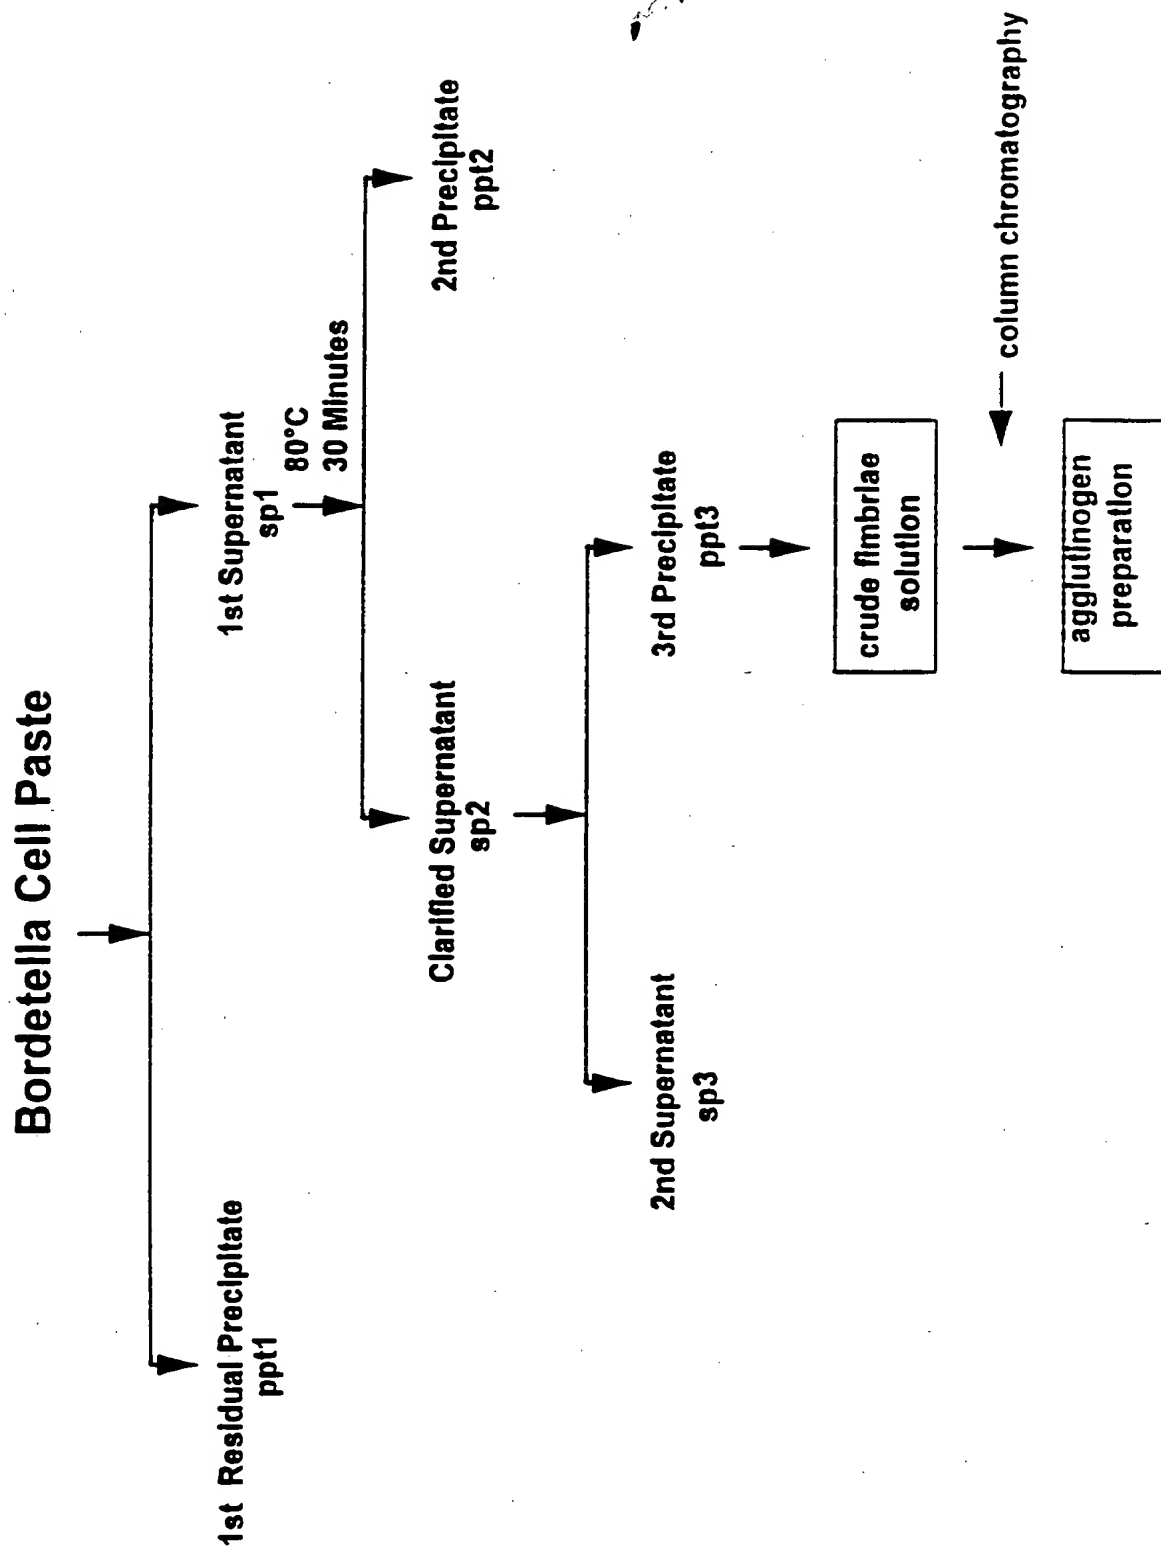 Bordetella Cell Paste
1st Residual Precipitate
ppt1
1st Supernatant
sp1
80°C
30 Minutes
Clarified Supernatant
sp2
2nd Precipitate
ppt2
2nd Supernatant
sp3
3rd Precipitate
ppt3
crude fimbriae
solution
column chromatography
agglutinogen
preparation